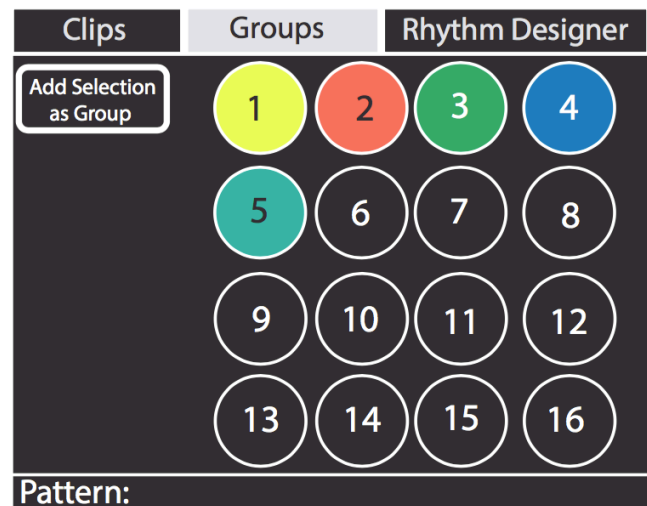 Clips Groups Rhythm Designer
Add Selection
as Group
1 2 3 4
5 6 7 8
9 10 11 12
13 14 15 16
Pattern: